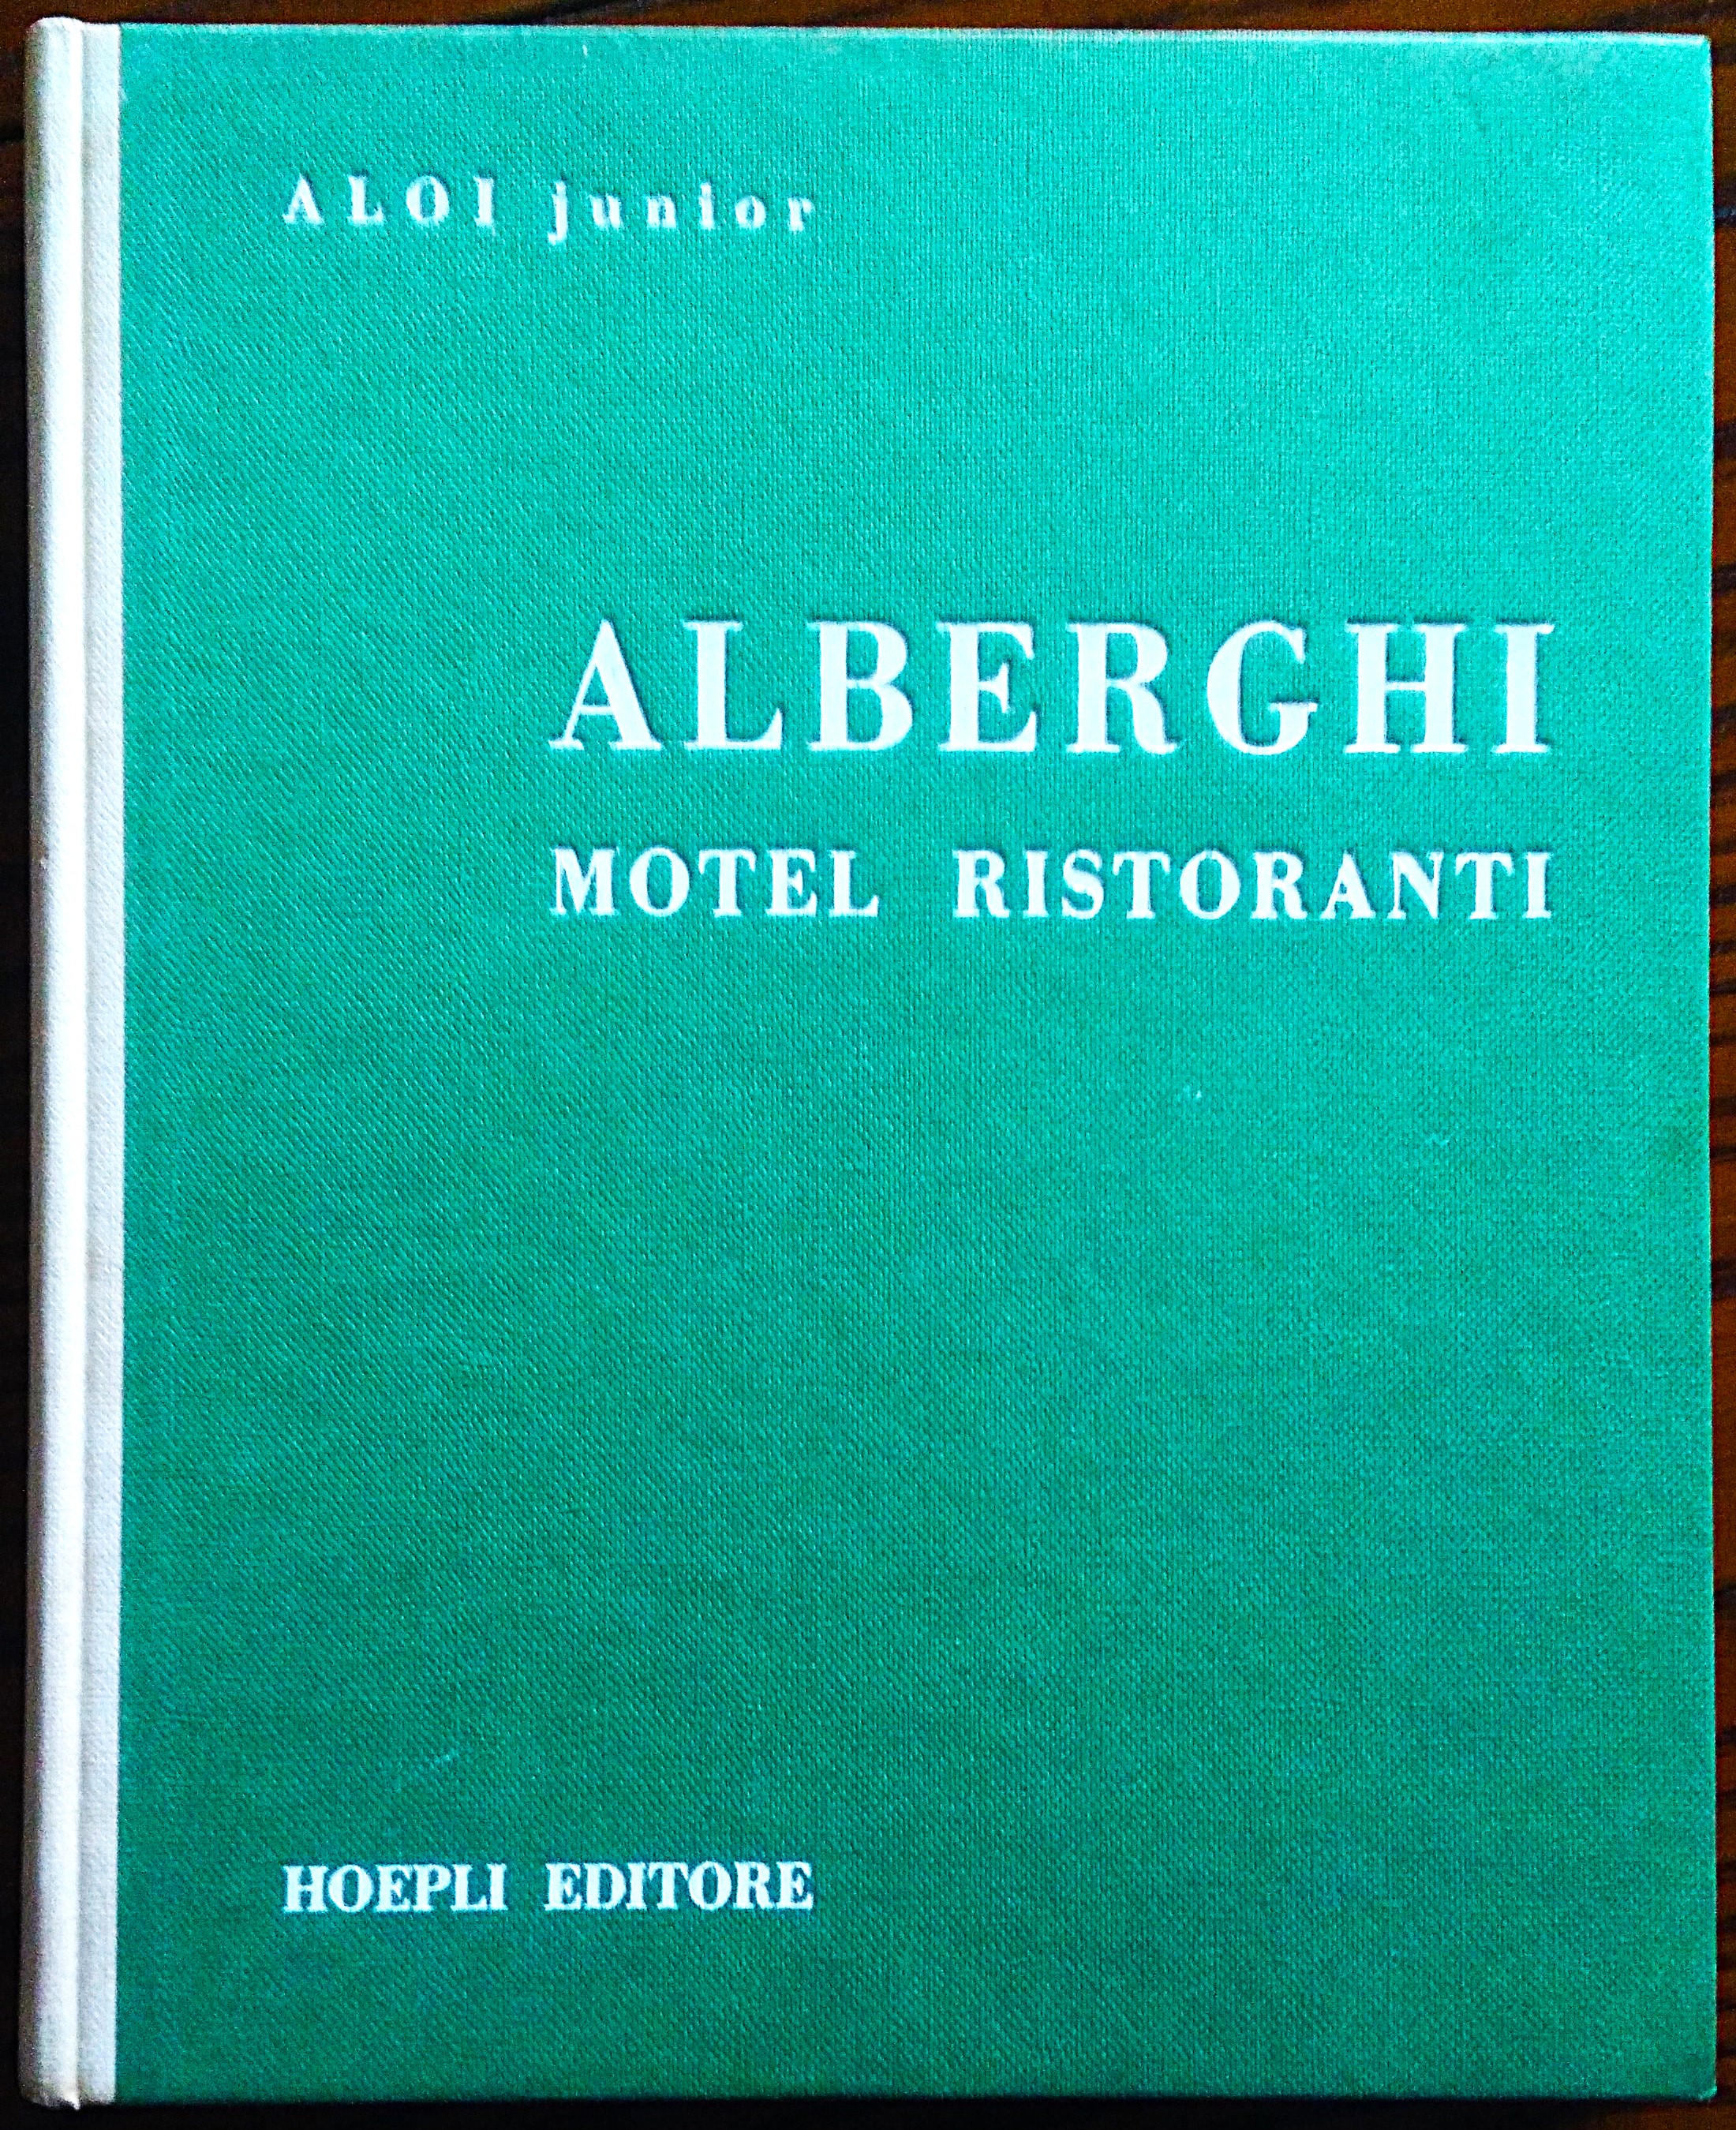 ALOI junior
ALBERGHI
MOTEL RISTORANTI
HOEPLI EDITORE